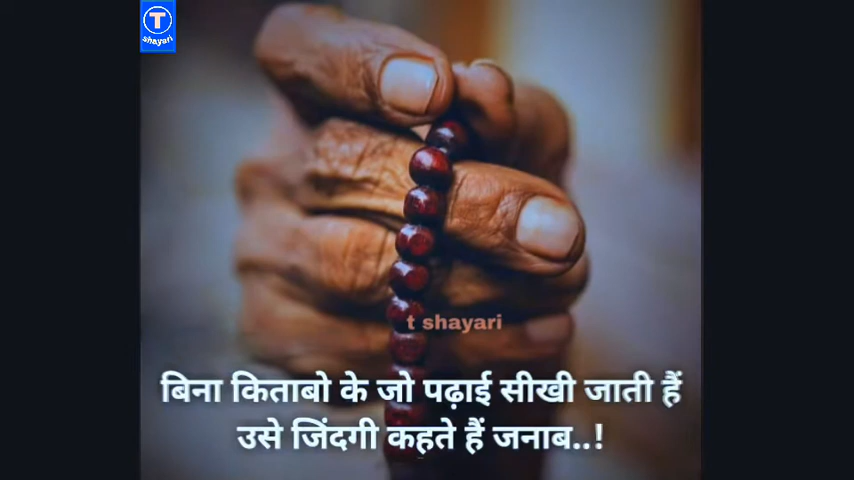 T
shayari
t shayari
बिना किताबो के जो पढ़ाई सीखी जाती हैं
उसे जिंदगी कहते हैं जनाब..!